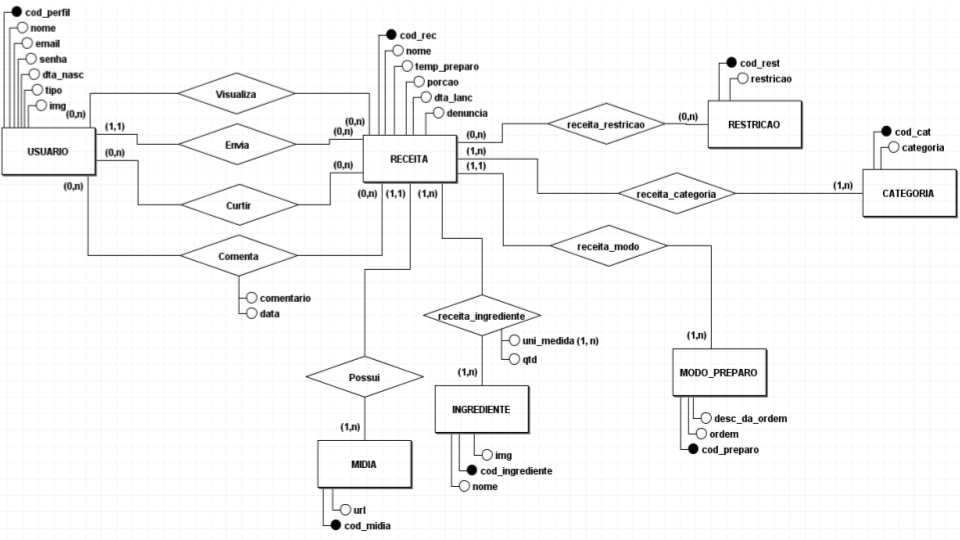 cod_perfil
nome
email
senha
dta_nasc
tipo
img
(0,n)
USUARIO
(1,1)
(0,n)
(0,n)
Visualiza
Envia
Curtir
Comenta
comentario
data
cod_rec
nome
temp_preparo
porcao
dta_lanc
denuncia
(0,n)
(0,n)
(0,n)
RECEITA
(0,n)
(1,n)
(1,1)
(0,n)
(1,1)
(1,n)
receita_restricao
(0,n)
cod_rest
restricao
RESTRICAO
receita_categoria
(1,n)
cod_cat
categoria
CATEGORIA
receita_modo
(1,n)
MODO_PREPARO
desc_da_ordem
ordem
cod_preparo
receita_ingrediente
uni_medida (1, n)
qtd
(1,n)
INGREDIENTE
img
cod_ingrediente
nome
Possui
(1,n)
MIDIA
url
cod_midia